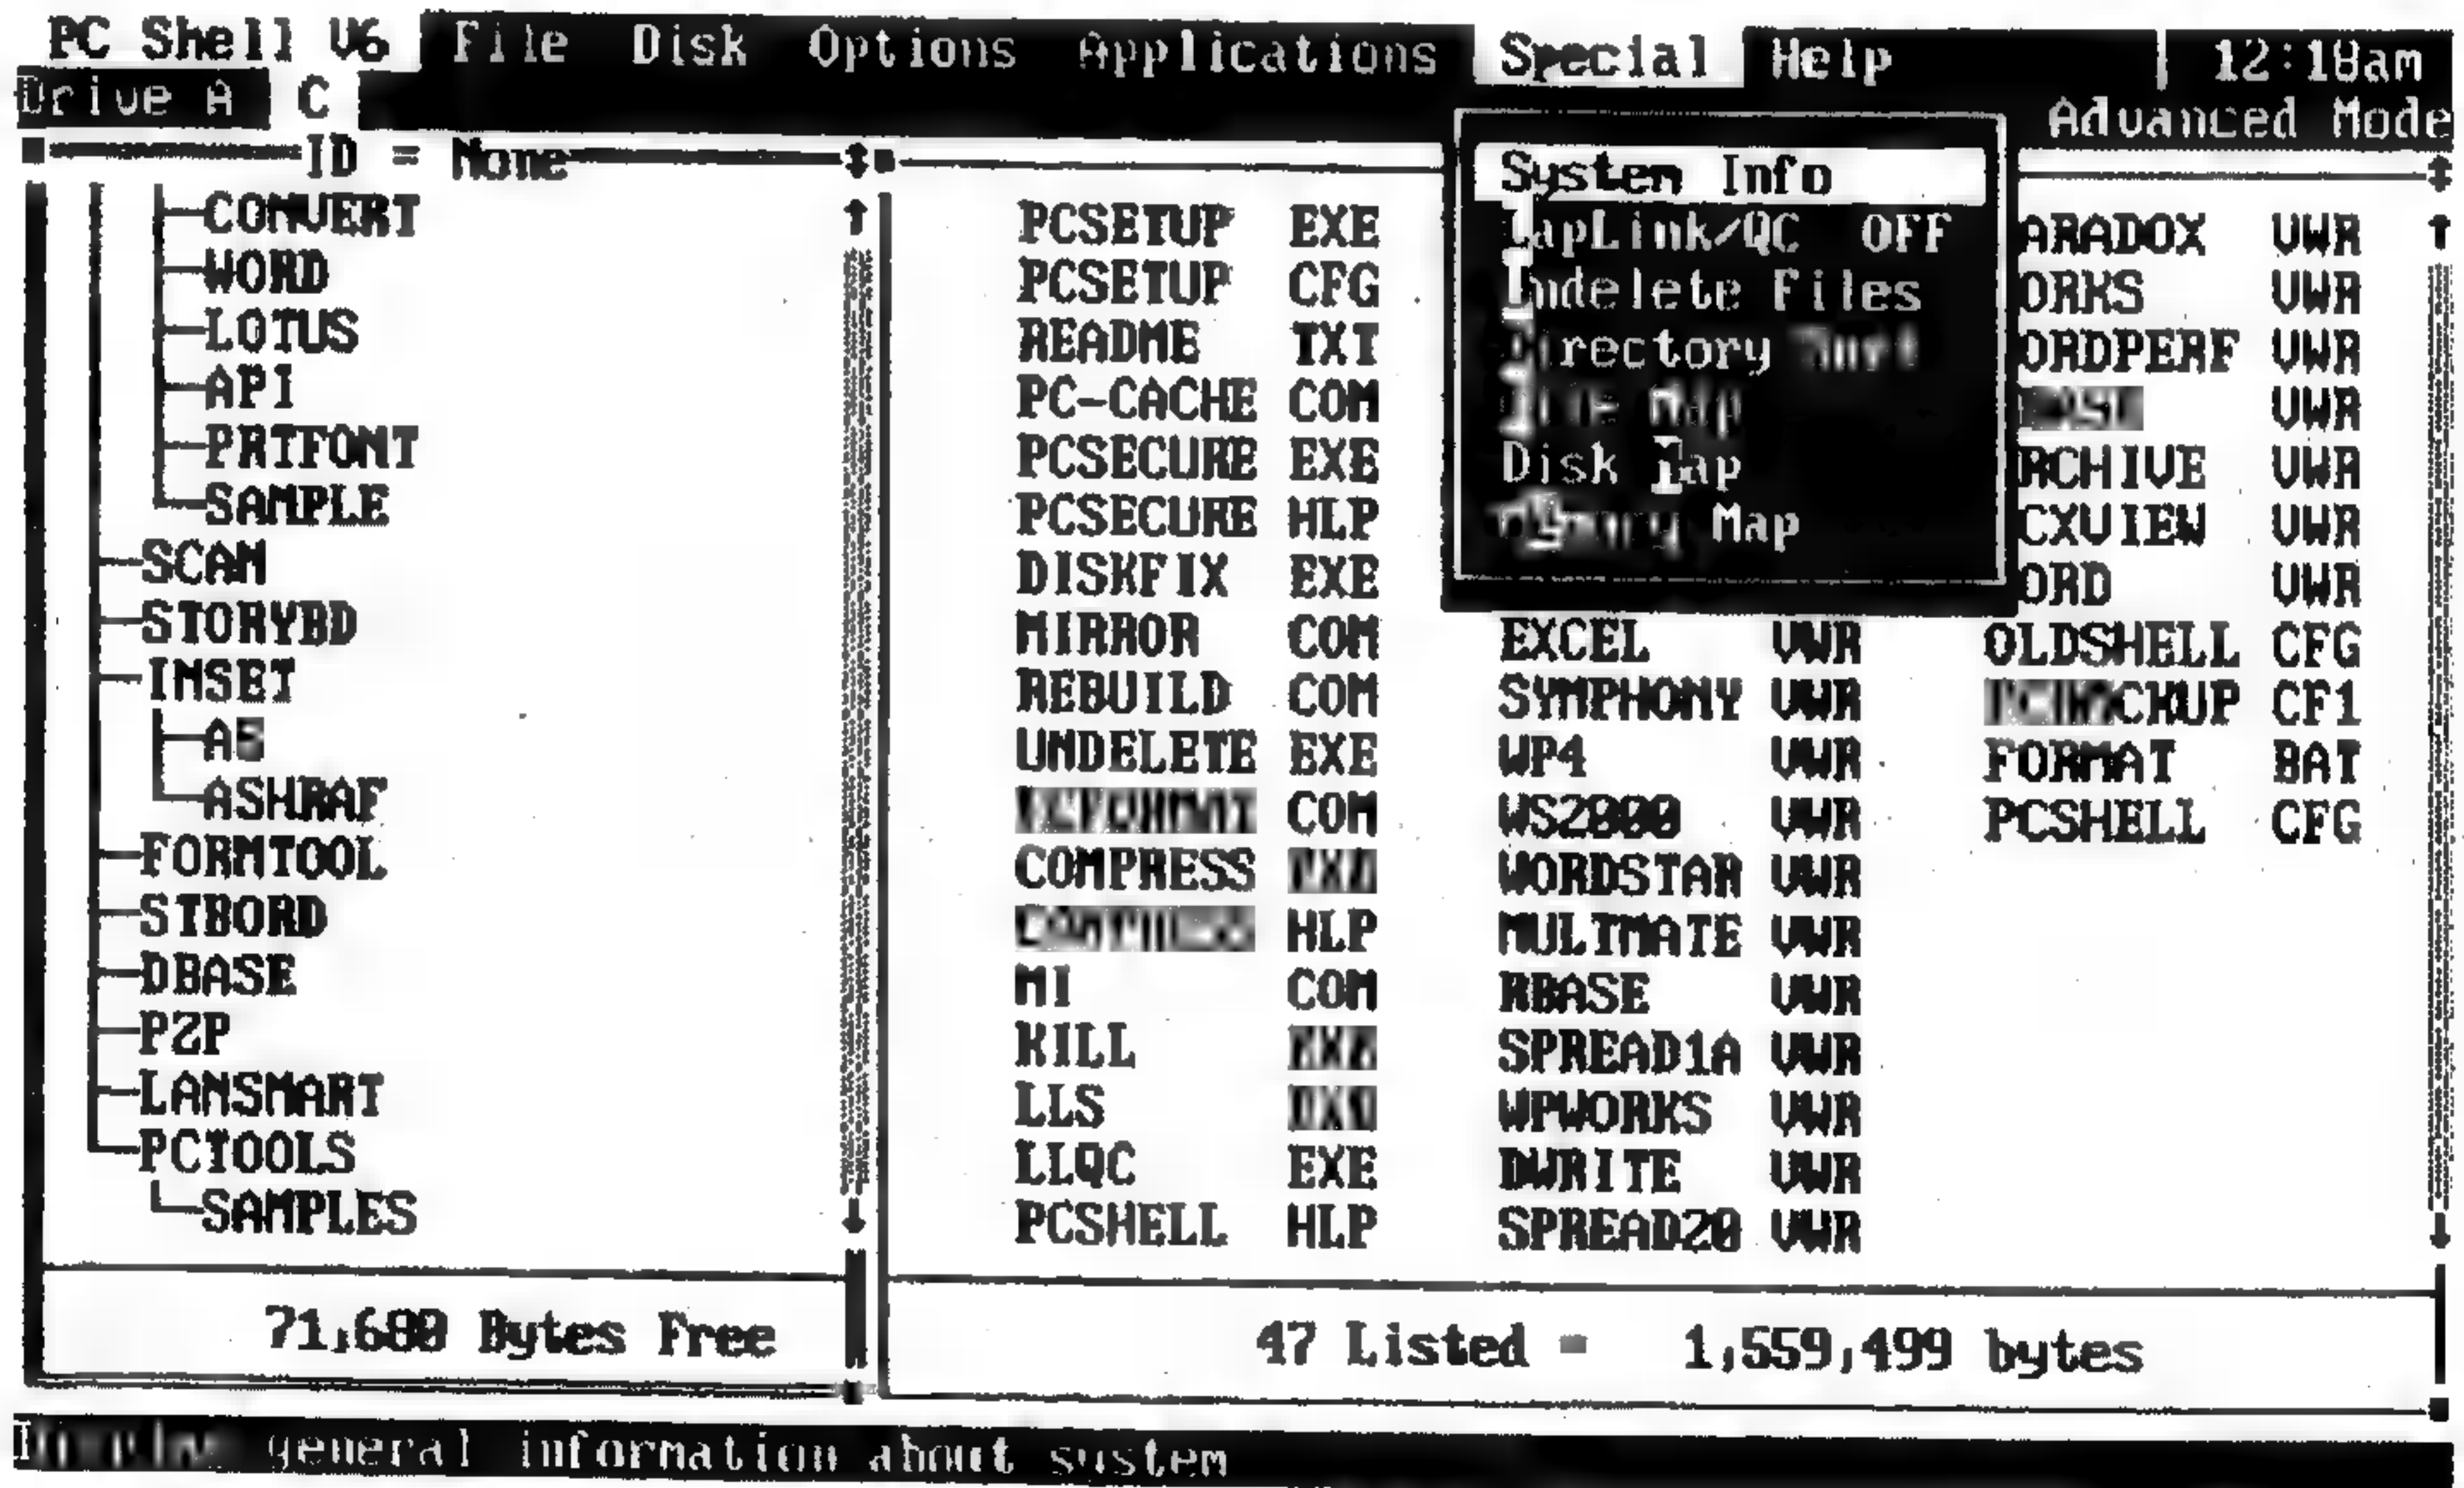 PC Shell V6 File Disk Options Applications Special Help 12:18am
Drive A C Advanced Mode
ID = None
CONVERT
WORD
LOTUS
API
PRTFONT
SAMPLE
SCAN
STORYBD
INSET
ASHRAF
FORMTOOL
STBORD
DBASE
PZP
LANSMART
PCTOOLS
SAMPLES
71,680 Bytes Free
PCSETUP EXE
PCSETUP CFG
README TXT
PC-CACHE COM
PCSECURE EXE
PCSECURE HLP
DISKFIX EXE
MIRROR COM
REBUILD COM
UNDELETE EXE
COM
COMPRESS
HLP
MI COM
KILL
LLS
LLQC EXE
PCSHELL HLP
System Info
LapLink/QC OFF
Undelete Files
Directory
Map
Disk Map
Map
EXCEL VWR
SYMPHONY VWR
WP4 VWR
WS2000 VWR
WORDSTAR VWR
MULTMATE VWR
RBASE VWR
SPREAD1A VWR
WPWORKS VWR
DWRITE VWR
SPREAD20 VWR
ARADOX VWR
ORKS VWR
ORDPERF VWR
VWR
RCHIVE VWR
CXVIEW VWR
ORD VWR
OLDSHELL CFG
CF1
FORMAT BAT
PCSHELL CFG
47 Listed = 1,559,499 bytes
general information about system